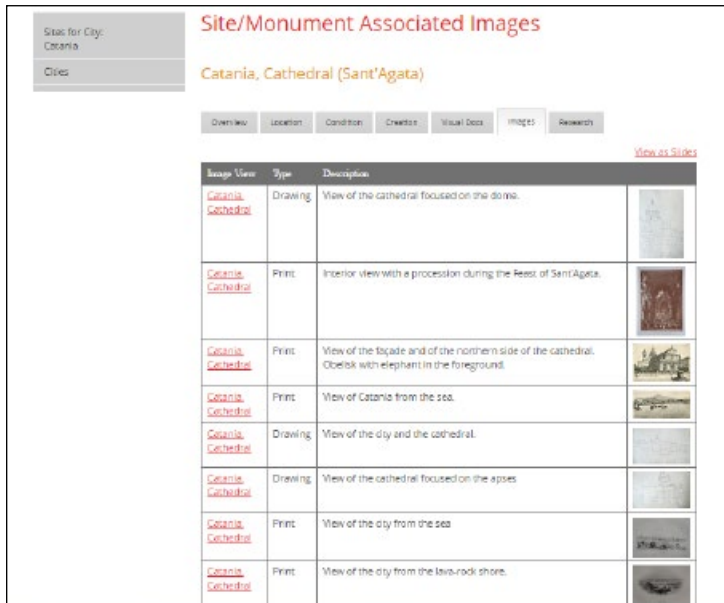 Sites for City:
Catania
Cities
Site/Monument Associated Images
Catania, Cathedral (Sant'Agata)
Overview Location Condition Creation Visual Docs Images Research
View as Slides
Image View Type Description
Catania, Drawing View of the cathedral focused on the dome.
Cathedral
Catania, Print Interior view with a procession during the Feast of Sant'Agata.
Cathedral
Catania, Print View of the façade and of the northern side of the cathedral.
Cathedral Obelisk with elephant in the foreground.
Catania, Print View of Catania from the sea.
Cathedral
Catania, Drawing View of the city and the cathedral.
Cathedral
Catania, Drawing View of the cathedral focused on the apses
Cathedral
Catania, Print View of the city from the sea
Cathedral
Catania, Print View of the city from the lava-rock shore.
Cathedral